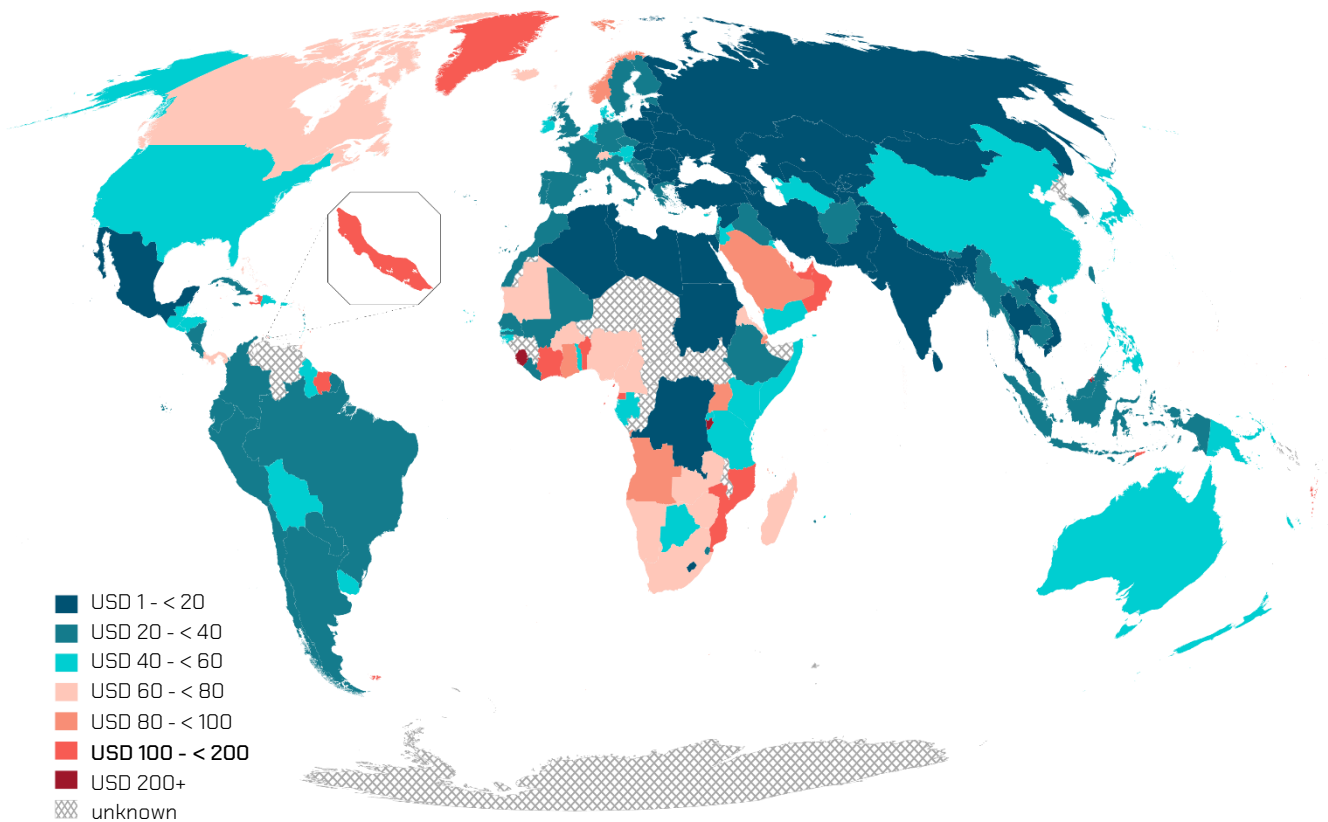 USD 1 - < 20
USD 20 - < 40
USD 40 - < 60
USD 60 - < 80
USD 80 - < 100
USD 100 - < 200
USD 200+
unknown